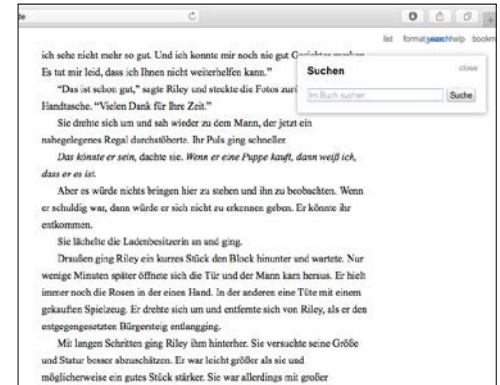 de
list format search help bookm
Suchen
close
Im Buch suchen
Suche
ich sehe nicht mehr so gut. Und ich konnte mir noch nie gut
Es tut mir leid, dass ich Ihnen nicht weiterhelfen kann.”
“Das ist schon gut,” sagte Riley und steckte die Fotos
Handtasche. “Vielen Dank für Ihre Zeit.”
Sie drehte sich um und sah wieder zu dem Mann, der jetzt ein
nahegelegenes Regal durchstöberte. Ihr Puls ging schneller.
Das könnte er sein, dachte sie. Wenn er eine Puppe kauft, dann weiß ich,
dass er es ist.
Aber es würde nichts bringen hier zu stehen und ihn zu beobachten. Wenn
er schuldig war, dann würde er sich nicht zu erkennen geben. Er könnte ihr
entkommen.
Sie lächelte die Ladenbesitzerin an und ging.
Draußen ging Riley ein kurzes Stück den Block hinunter und wartete. Nur
wenige Minuten später öffnete sich die Tür und der Mann kam heraus. Er hielt
immer noch die Rosen in der einen Hand. In der anderen eine Tüte mit einem
gekauften Spielzeug. Er drehte sich um und entfernte sich von Riley, als er den
entgegengesetzten Bürgersteig entlangging.
Mit langen Schritten ging Riley ihm hinterher. Sie versuchte seine Größe
und Statur besser abzuschätzen. Er war leicht größer als sie und
möglicherweise ein gutes Stück stärker. Sie war allerdings mit großer